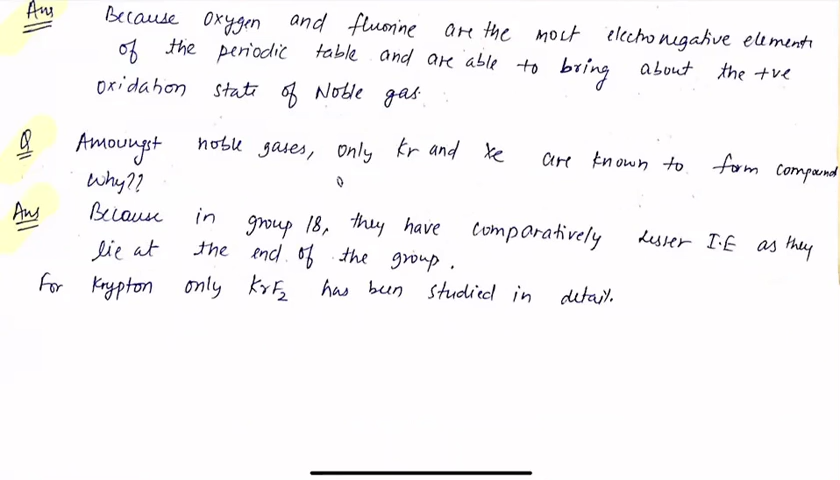 Ans Because oxygen and fluorine are the most electronegative elements
of the periodic table and are able to bring about the +ve
oxidation state of Noble gas.
Q Amoungst noble gases, only Kr and Xe are known to form compound
Why??
Ans Because in group 18, they have comparatively lesser I.E as they
lie at the end of the group.
For Krypton only KrF2 has been studied in detail.